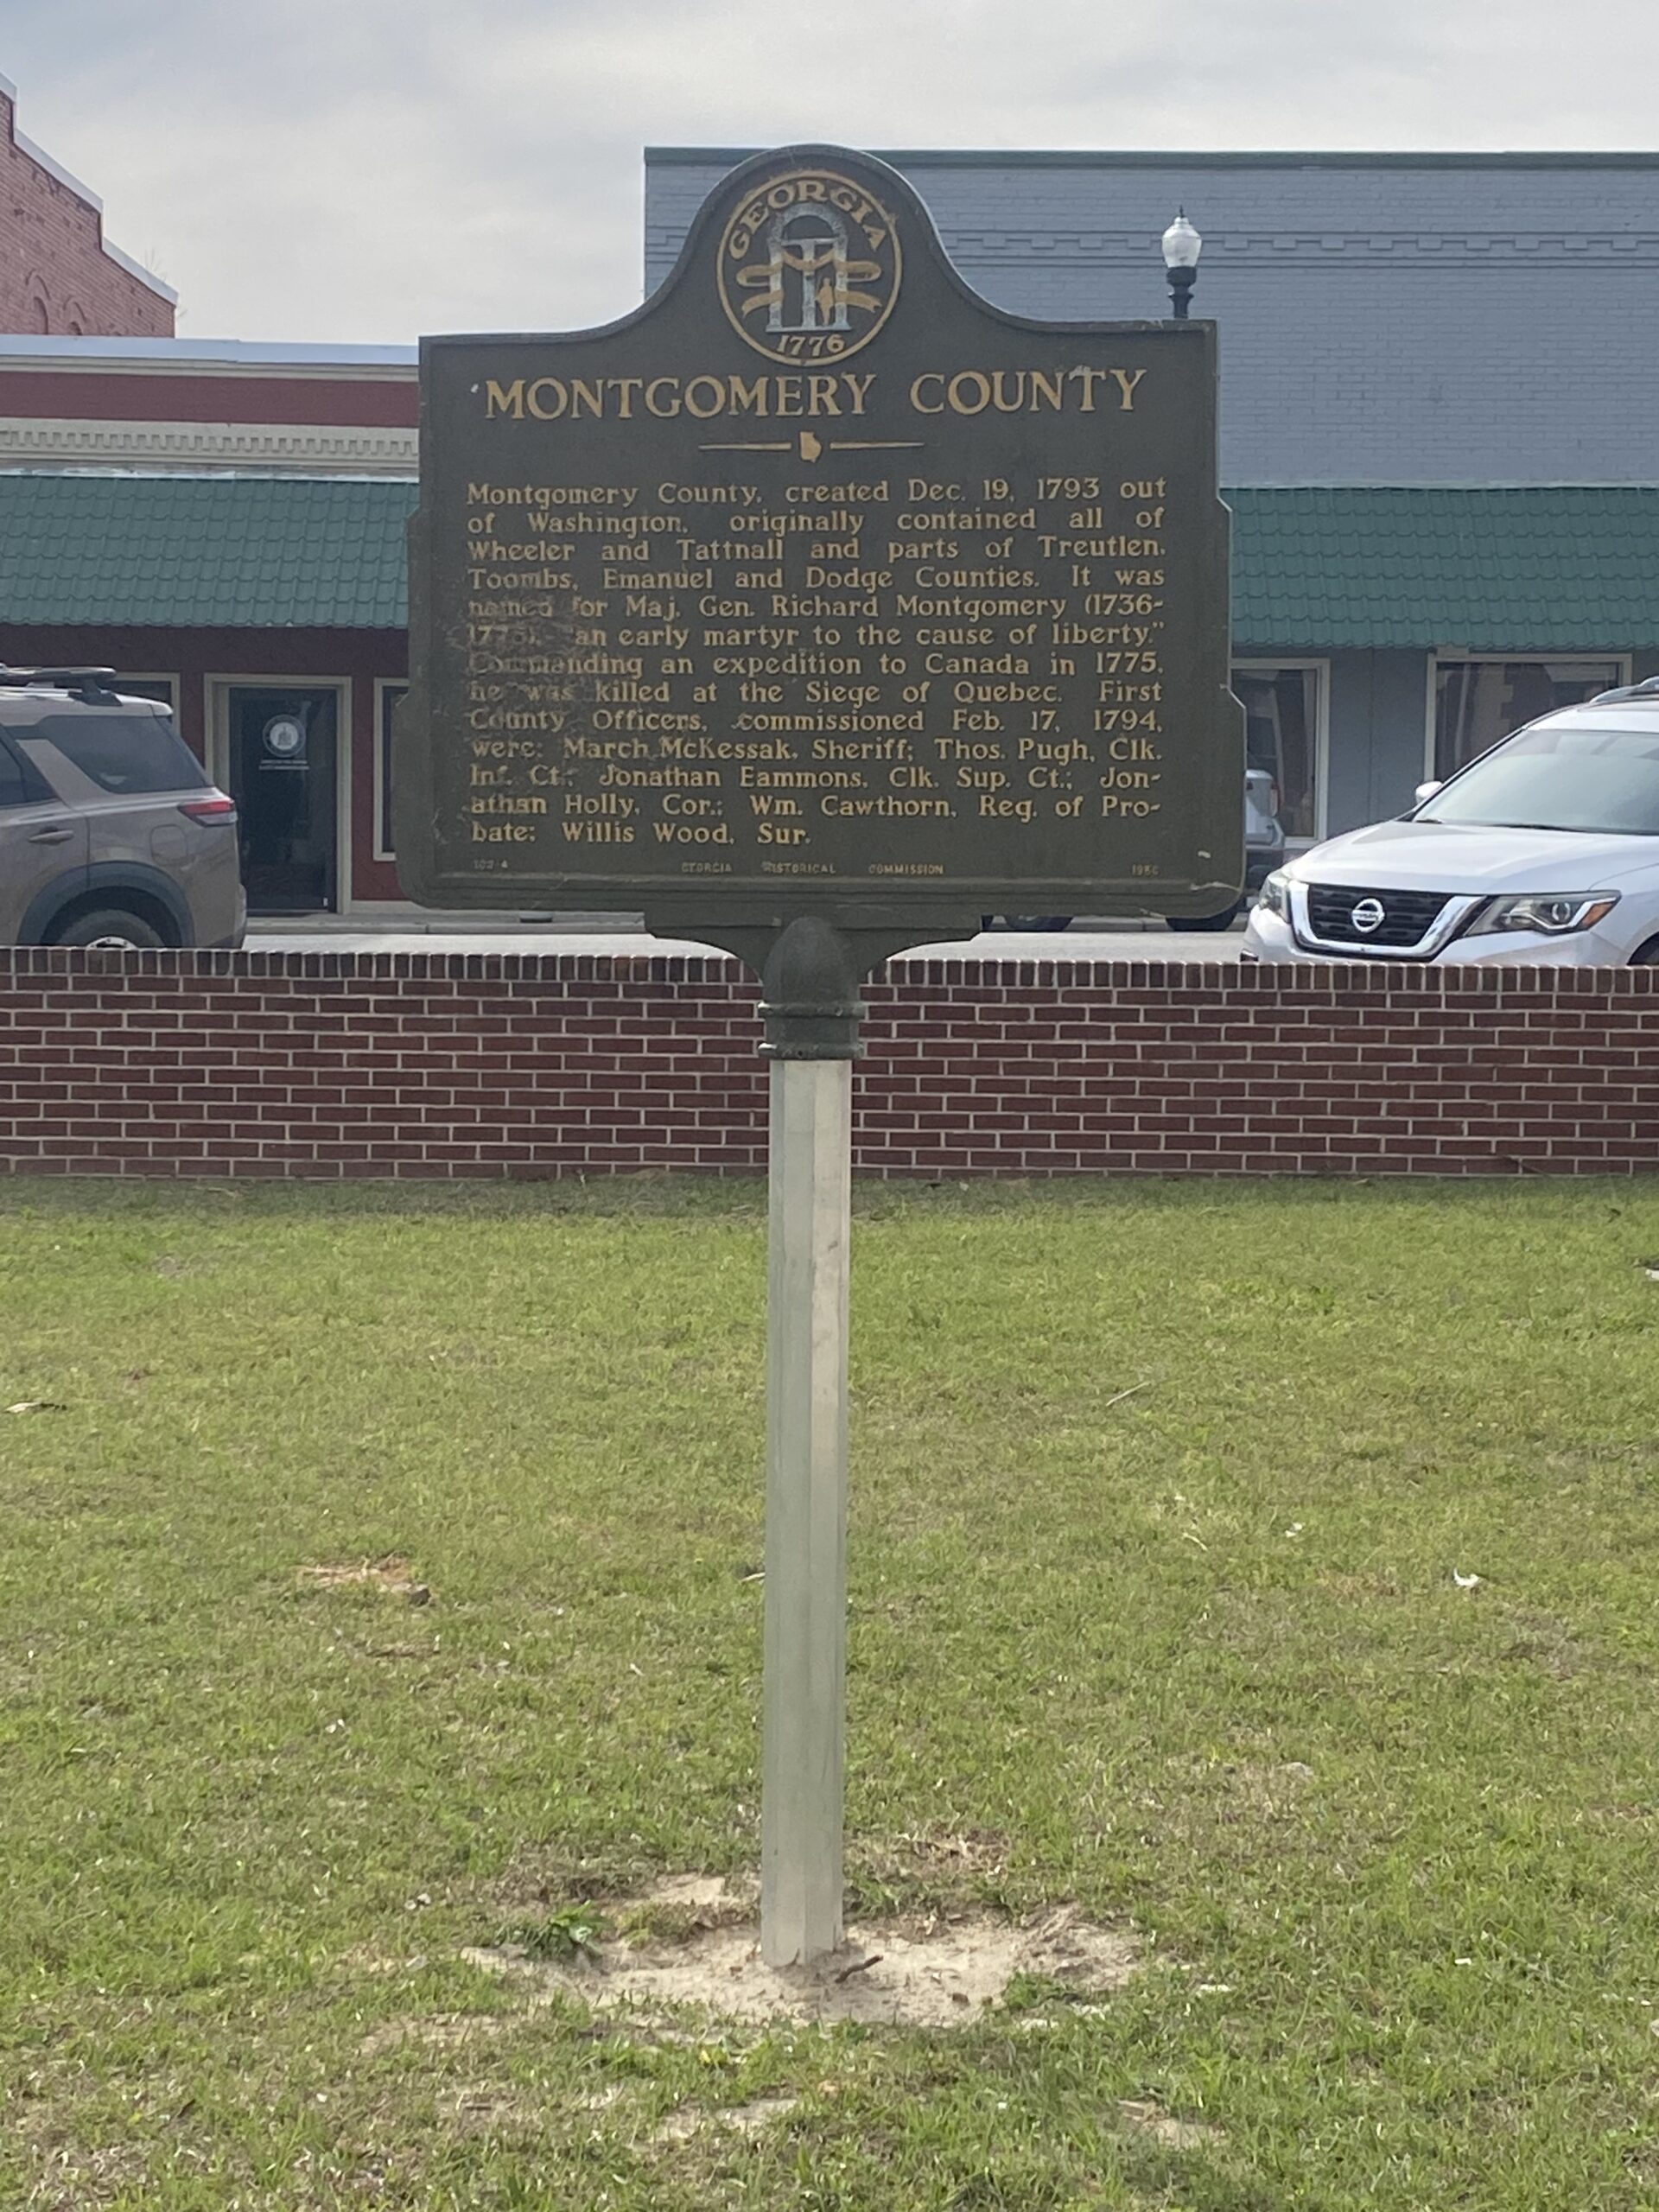 GEORGIA
1776
MONTGOMERY COUNTY
Montgomery County, created Dec. 19, 1793 out
of Washington, originally contained all of
Wheeler and Tattnall and parts of Treutlen,
Toombs, Emanuel and Dodge Counties. It was
named for Maj. Gen. Richard Montgomery (1736-
1775), "an early martyr to the cause of liberty."
Commanding an expedition to Canada in 1775,
he was killed at the Siege of Quebec. First
County Officers, commissioned Feb. 17, 1794,
were: March McKessak, Sheriff; Thos. Pugh, Clk.
Inf. Ct.; Jonathan Eammons, Clk. Sup. Ct.; Jon-
athan Holly, Cor.; Wm. Cawthorn, Reg. of Pro-
bate; Willis Wood, Sur.
GEORGIA HISTORICAL COMMISSION